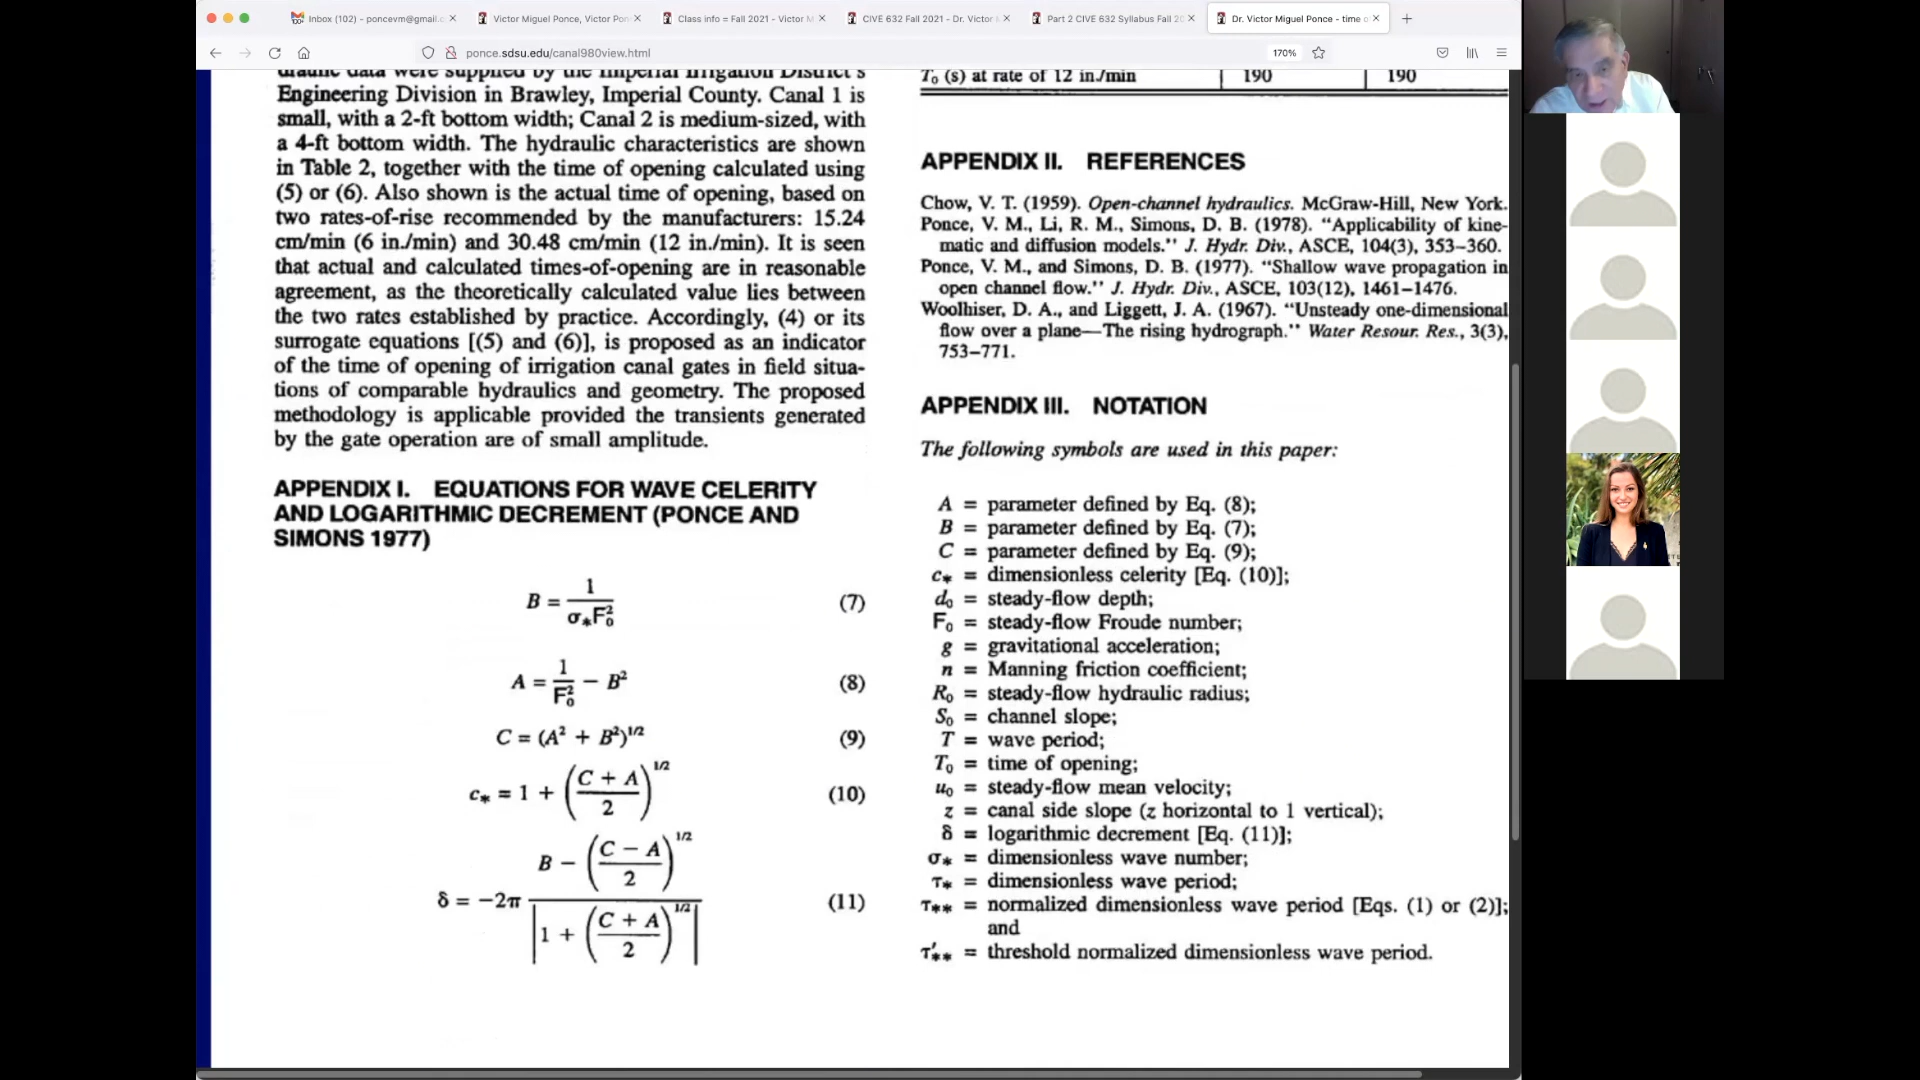 Inbox (102) - poncevm@gmail.c
Victor Miguel Ponce, Victor Pon
Class info = Fall 2021 - Victor M
CIVE 632 Fall 2021 - Dr. Victor
Part 2 CIVE 632 Syllabus Fall 20
Dr. Victor Miguel Ponce - time o
ponce.sdsu.edu/canal980view.html
170%
draulic data were supplied by the Imperial Irrigation District's
Engineering Division in Brawley, Imperial County. Canal 1 is
small, with a 2-ft bottom width; Canal 2 is medium-sized, with
a 4-ft bottom width. The hydraulic characteristics are shown
in Table 2, together with the time of opening calculated using
(5) or (6). Also shown is the actual time of opening, based on
two rates-of-rise recommended by the manufacturers: 15.24
cm/min (6 in./min) and 30.48 cm/min (12 in./min). It is seen
that actual and calculated times-of-opening are in reasonable
agreement, as the theoretically calculated value lies between
the two rates established by practice. Accordingly, (4) or its
surrogate equations [(5) and (6)], is proposed as an indicator
of the time of opening of irrigation canal gates in field situa-
tions of comparable hydraulics and geometry. The proposed
methodology is applicable provided the transients generated
by the gate operation are of small amplitude.
APPENDIX I. EQUATIONS FOR WAVE CELERITY
AND LOGARITHMIC DECREMENT (PONCE AND
SIMONS 1977)
B = 1 / σ*F₀² (7)
A = 1 / F₀² − B² (8)
C = (A² + B²)^1/2 (9)
c* = 1 + ((C + A) / 2)^1/2 (10)
δ = −2π (B − ((C − A) / 2)^1/2) / |1 + ((C + A) / 2)^1/2| (11)
T₀ (s) at rate of 12 in./min 190 190
APPENDIX II. REFERENCES
Chow, V. T. (1959). Open-channel hydraulics. McGraw-Hill, New York.
Ponce, V. M., Li, R. M., Simons, D. B. (1978). "Applicability of kine-
matic and diffusion models." J. Hydr. Div., ASCE, 104(3), 353–360.
Ponce, V. M., and Simons, D. B. (1977). "Shallow wave propagation in
open channel flow." J. Hydr. Div., ASCE, 103(12), 1461–1476.
Woolhiser, D. A., and Liggett, J. A. (1967). "Unsteady one-dimensional
flow over a plane—The rising hydrograph." Water Resour. Res., 3(3),
753–771.
APPENDIX III. NOTATION
The following symbols are used in this paper:
A = parameter defined by Eq. (8);
B = parameter defined by Eq. (7);
C = parameter defined by Eq. (9);
c* = dimensionless celerity [Eq. (10)];
d₀ = steady-flow depth;
F₀ = steady-flow Froude number;
g = gravitational acceleration;
n = Manning friction coefficient;
R₀ = steady-flow hydraulic radius;
S₀ = channel slope;
T = wave period;
T₀ = time of opening;
u₀ = steady-flow mean velocity;
z = canal side slope (z horizontal to 1 vertical);
δ = logarithmic decrement [Eq. (11)];
σ* = dimensionless wave number;
τ* = dimensionless wave period;
τ** = normalized dimensionless wave period [Eqs. (1) or (2)];
and
τ'** = threshold normalized dimensionless wave period.